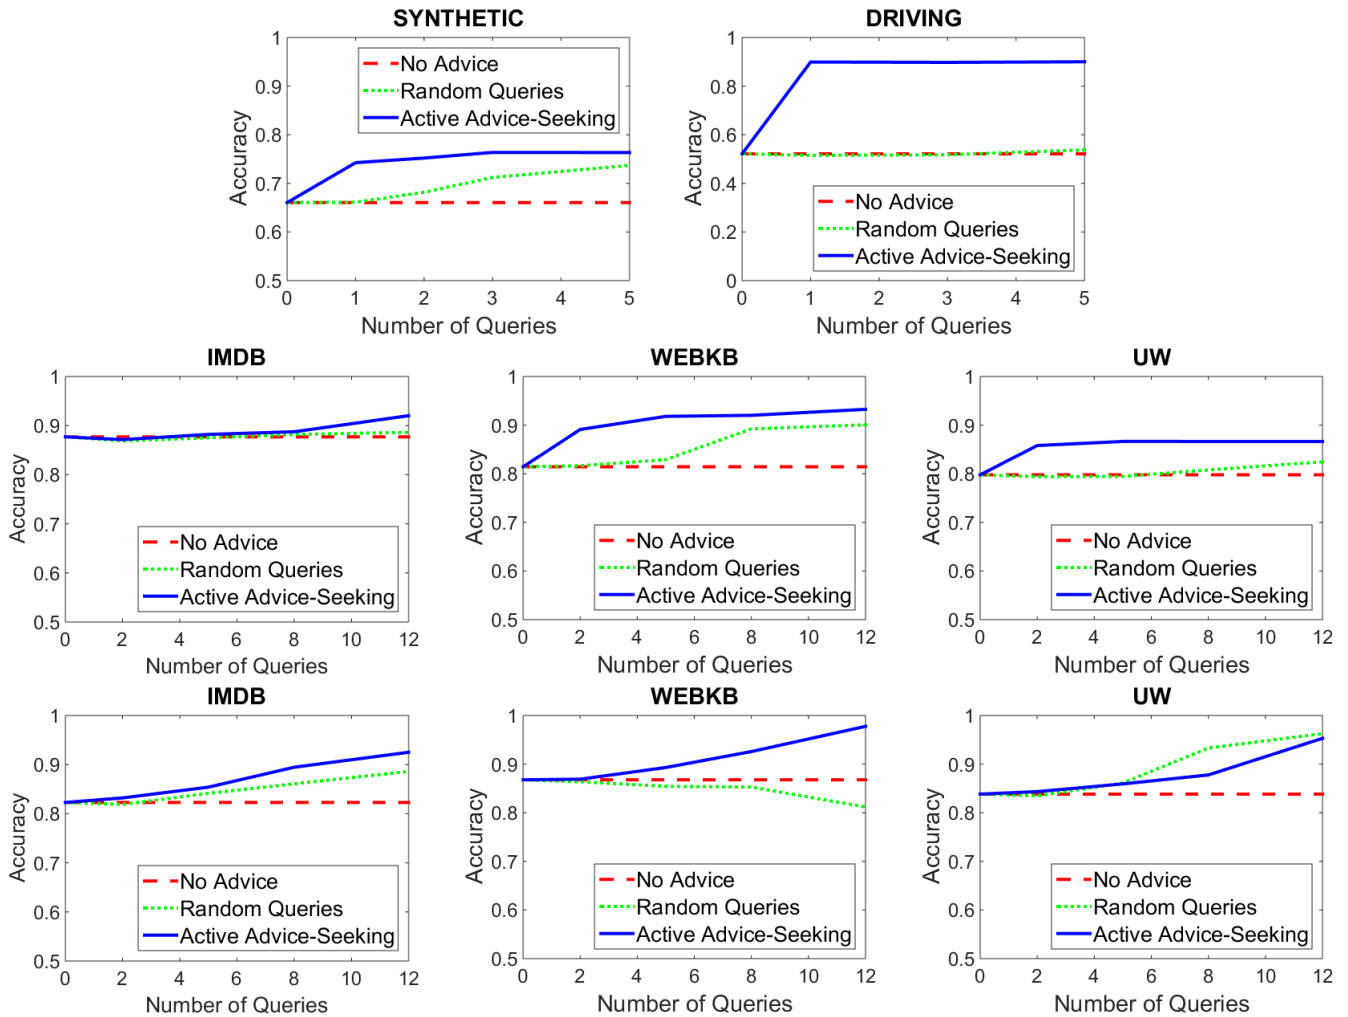 SYNTHETIC
1
0.9
0.8
0.7
0.6
0.5
Accuracy
No Advice
Random Queries
Active Advice-Seeking
0 1 2 3 4 5
Number of Queries
DRIVING
1
0.8
0.6
0.4
0.2
0
Accuracy
No Advice
Random Queries
Active Advice-Seeking
0 1 2 3 4 5
Number of Queries
IMDB
1
0.9
0.8
0.7
0.6
0.5
Accuracy
No Advice
Random Queries
Active Advice-Seeking
0 2 4 6 8 10 12
Number of Queries
WEBKB
1
0.9
0.8
0.7
0.6
0.5
Accuracy
No Advice
Random Queries
Active Advice-Seeking
0 2 4 6 8 10 12
Number of Queries
UW
1
0.9
0.8
0.7
0.6
0.5
Accuracy
No Advice
Random Queries
Active Advice-Seeking
0 2 4 6 8 10 12
Number of Queries
IMDB
1
0.9
0.8
0.7
0.6
0.5
Accuracy
No Advice
Random Queries
Active Advice-Seeking
0 2 4 6 8 10 12
Number of Queries
WEBKB
1
0.9
0.8
0.7
0.6
0.5
Accuracy
No Advice
Random Queries
Active Advice-Seeking
0 2 4 6 8 10 12
Number of Queries
UW
1
0.9
0.8
0.7
0.6
0.5
Accuracy
No Advice
Random Queries
Active Advice-Seeking
0 2 4 6 8 10 12
Number of Queries